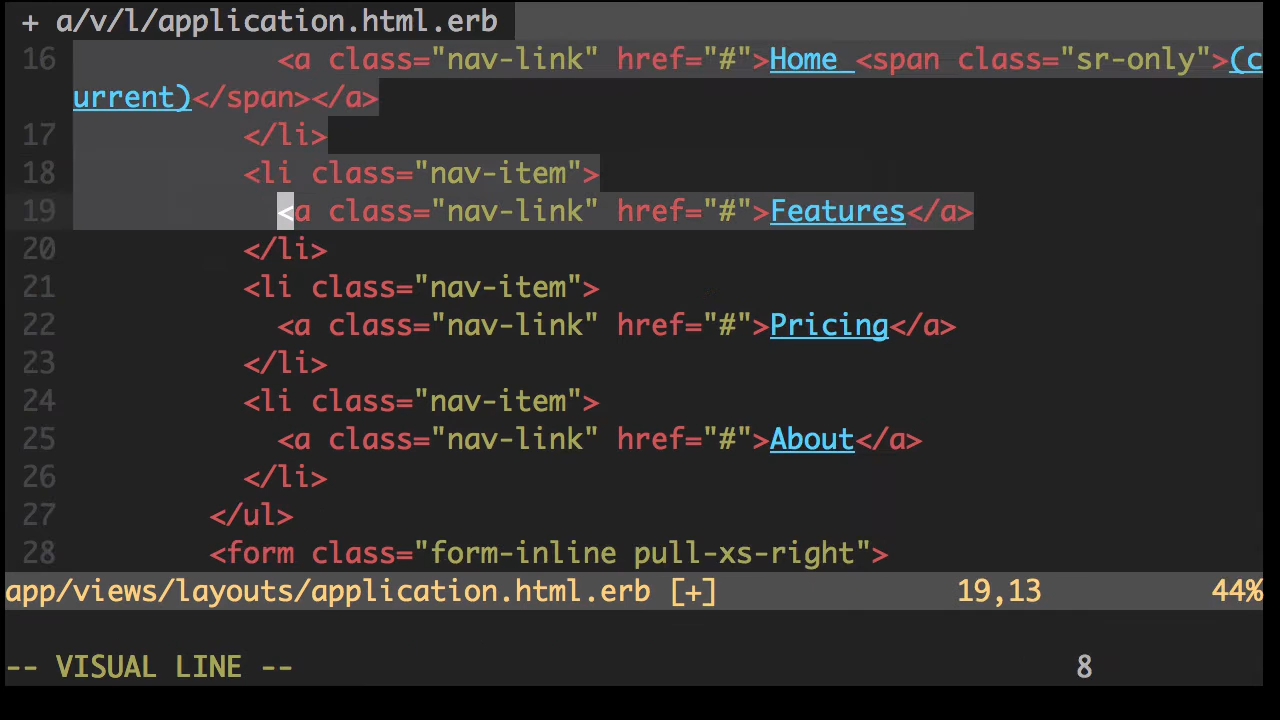 + a/v/l/application.html.erb
16 <a class="nav-link" href="#">Home <span class="sr-only">(c
urrent)</span></a>
17 </li>
18 <li class="nav-item">
19 <a class="nav-link" href="#">Features</a>
20 </li>
21 <li class="nav-item">
22 <a class="nav-link" href="#">Pricing</a>
23 </li>
24 <li class="nav-item">
25 <a class="nav-link" href="#">About</a>
26 </li>
27 </ul>
28 <form class="form-inline pull-xs-right">
app/views/layouts/application.html.erb [+] 19,13 44%
-- VISUAL LINE -- 8